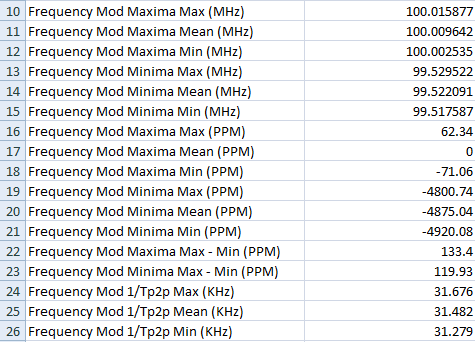 10 Frequency Mod Maxima Max (MHz) 100.015877
11 Frequency Mod Maxima Mean (MHz) 100.009642
12 Frequency Mod Maxima Min (MHz) 100.002535
13 Frequency Mod Minima Max (MHz) 99.529522
14 Frequency Mod Minima Mean (MHz) 99.522091
15 Frequency Mod Minima Min (MHz) 99.517587
16 Frequency Mod Maxima Max (PPM) 62.34
17 Frequency Mod Maxima Mean (PPM) 0
18 Frequency Mod Maxima Min (PPM) -71.06
19 Frequency Mod Minima Max (PPM) -4800.74
20 Frequency Mod Minima Mean (PPM) -4875.04
21 Frequency Mod Minima Min (PPM) -4920.08
22 Frequency Mod Maxima Max - Min (PPM) 133.4
23 Frequency Mod Minima Max - Min (PPM) 119.93
24 Frequency Mod 1/Tp2p Max (KHz) 31.676
25 Frequency Mod 1/Tp2p Mean (KHz) 31.482
26 Frequency Mod 1/Tp2p Min (KHz) 31.279